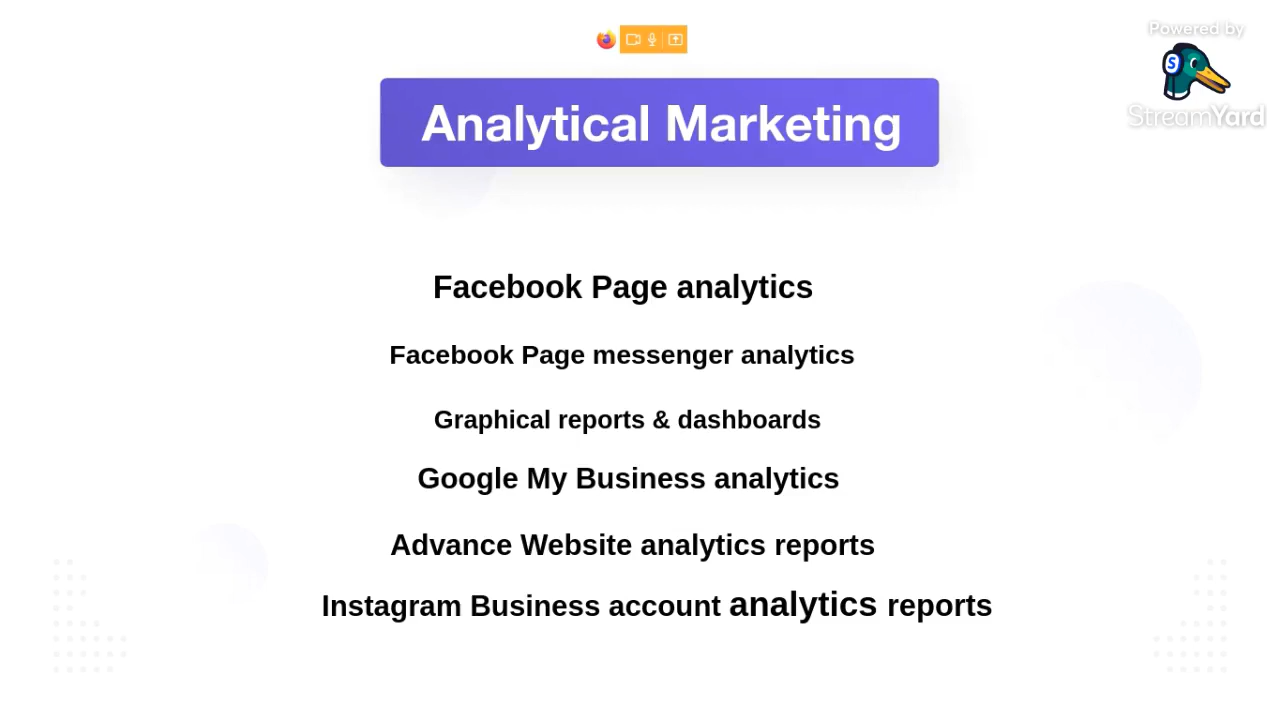 Powered by
S
StreamYard
Analytical Marketing
Facebook Page analytics
Facebook Page messenger analytics
Graphical reports & dashboards
Google My Business analytics
Advance Website analytics reports
Instagram Business account analytics reports